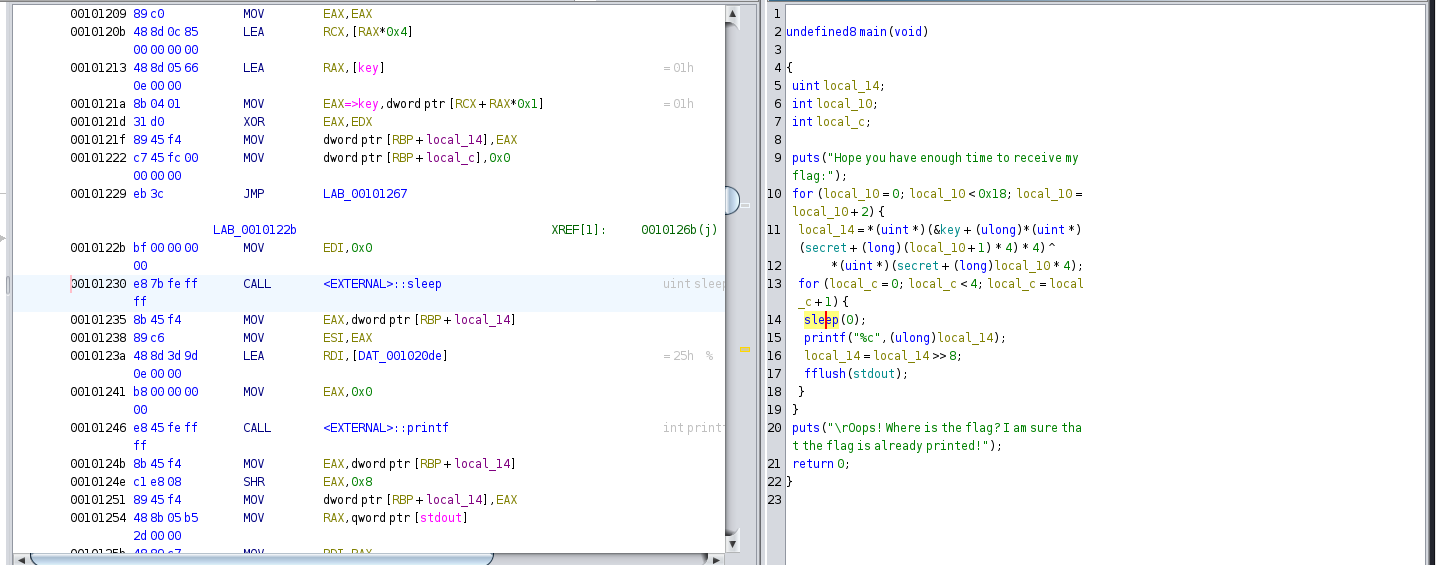 00101209 89 c0 MOV EAX,EAX
0010120b 48 8d 0c 85 LEA RCX,[RAX*0x4]
00 00 00 00
00101213 48 8d 05 66 LEA RAX,[key] = 01h
0e 00 00
0010121a 8b 04 01 MOV EAX=>key,dword ptr [RCX + RAX*0x1] = 01h
0010121d 31 d0 XOR EAX,EDX
0010121f 89 45 f4 MOV dword ptr [RBP + local_14],EAX
00101222 c7 45 fc 00 MOV dword ptr [RBP + local_c],0x0
00 00 00
00101229 eb 3c JMP LAB_00101267
LAB_0010122b XREF[1]: 0010126b(j)
0010122b bf 00 00 00 MOV EDI,0x0
00
00101230 e8 7b fe ff CALL <EXTERNAL>::sleep uint sleep
ff
00101235 8b 45 f4 MOV EAX,dword ptr [RBP + local_14]
00101238 89 c6 MOV ESI,EAX
0010123a 48 8d 3d 9d LEA RDI,[DAT_001020de] = 25h %
0e 00 00
00101241 b8 00 00 00 MOV EAX,0x0
00
00101246 e8 45 fe ff CALL <EXTERNAL>::printf int print
ff
0010124b 8b 45 f4 MOV EAX,dword ptr [RBP + local_14]
0010124e c1 e8 08 SHR EAX,0x8
00101251 89 45 f4 MOV dword ptr [RBP + local_14],EAX
00101254 48 8b 05 b5 MOV RAX,qword ptr [stdout]
2d 00 00
0010125b 48 89 c7 MOV RDI,RAX
1
2 undefined8 main(void)
3
4 {
5 uint local_14;
6 int local_10;
7 int local_c;
8
9 puts("Hope you have enough time to receive my
flag:");
10 for (local_10 = 0; local_10 < 0x18; local_10 =
local_10 + 2) {
11 local_14 = *(uint *)(&key + (ulong)*(uint *)
(secret + (long)(local_10 + 1) * 4) * 4) ^
12 *(uint *)(secret + (long)local_10 * 4);
13 for (local_c = 0; local_c < 4; local_c = local
_c + 1) {
14 sleep(0);
15 printf("%c",(ulong)local_14);
16 local_14 = local_14 >> 8;
17 fflush(stdout);
18 }
19 }
20 puts("\rOops! Where is the flag? I am sure tha
t the flag is already printed!");
21 return 0;
22 }
23